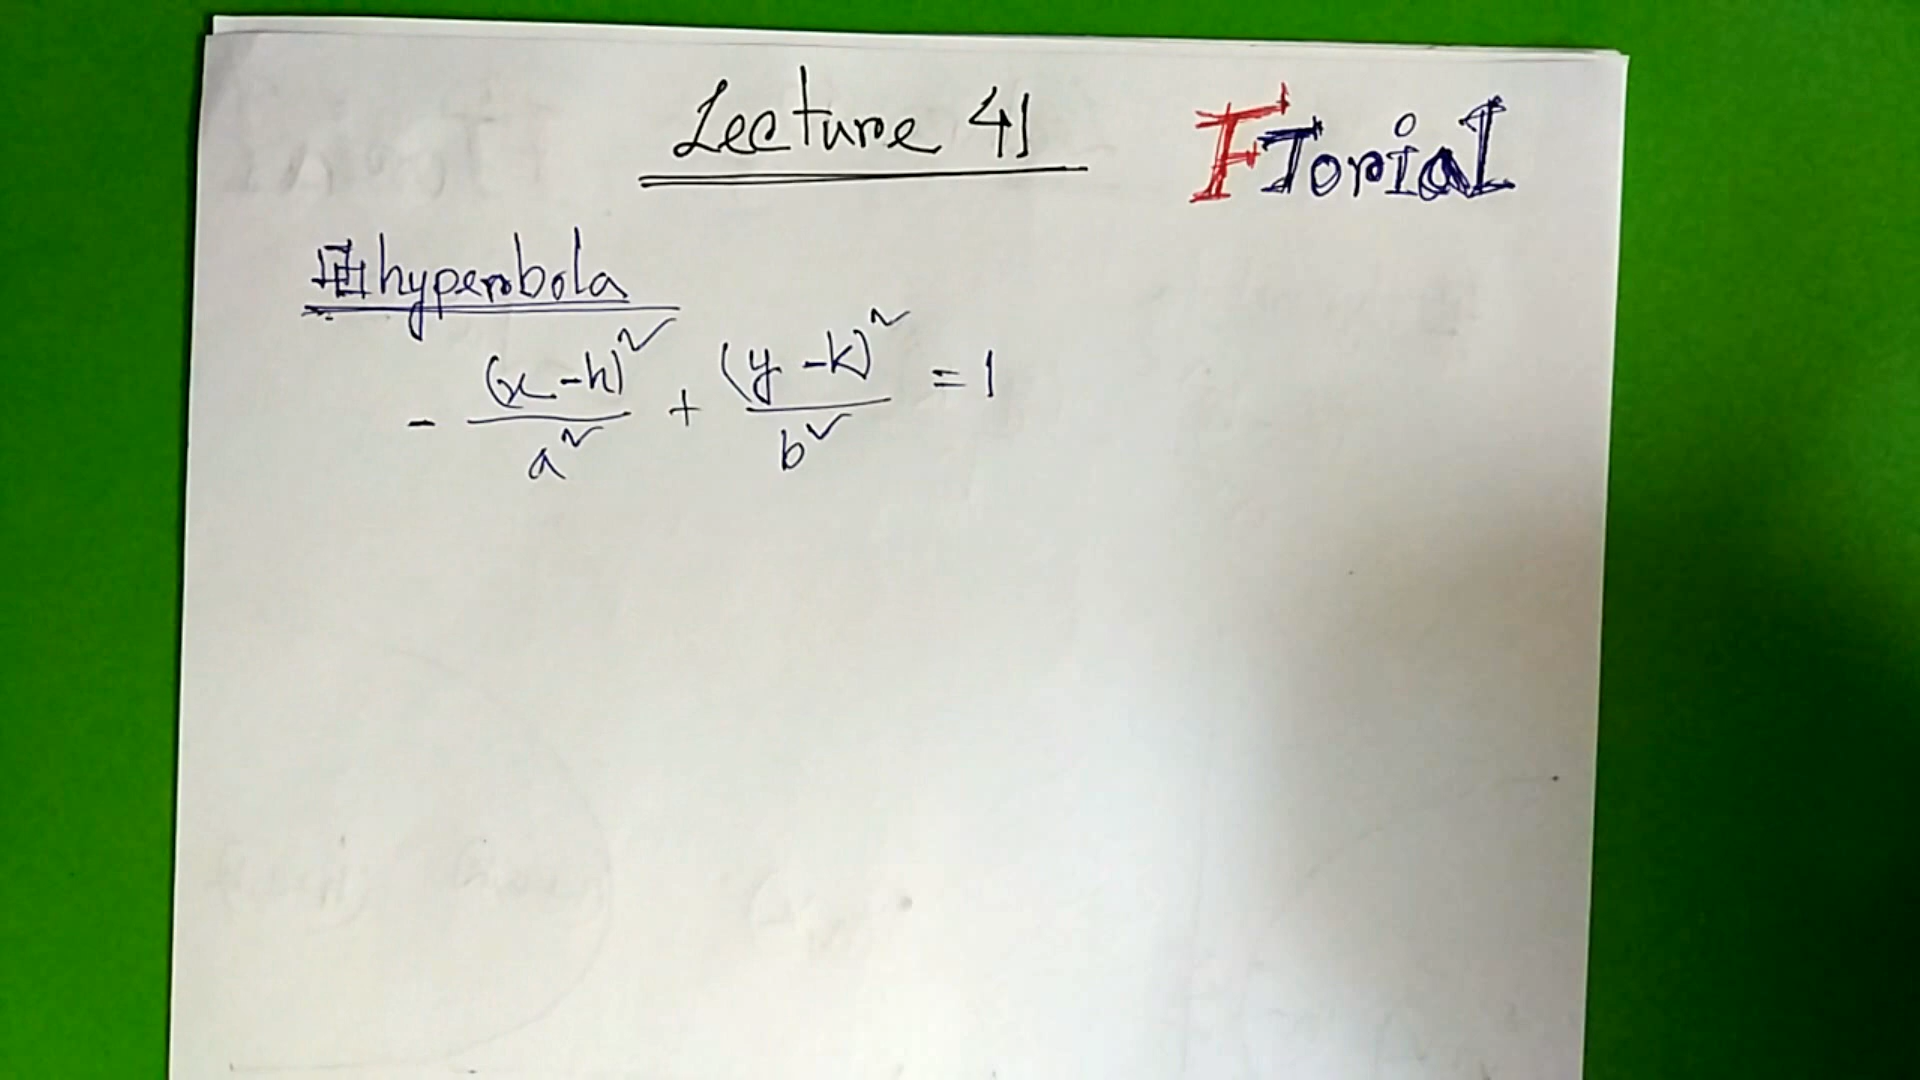 Lecture 41
FTorial
hyperbola
- (x-h)²/a² + (y-k)²/b² = 1